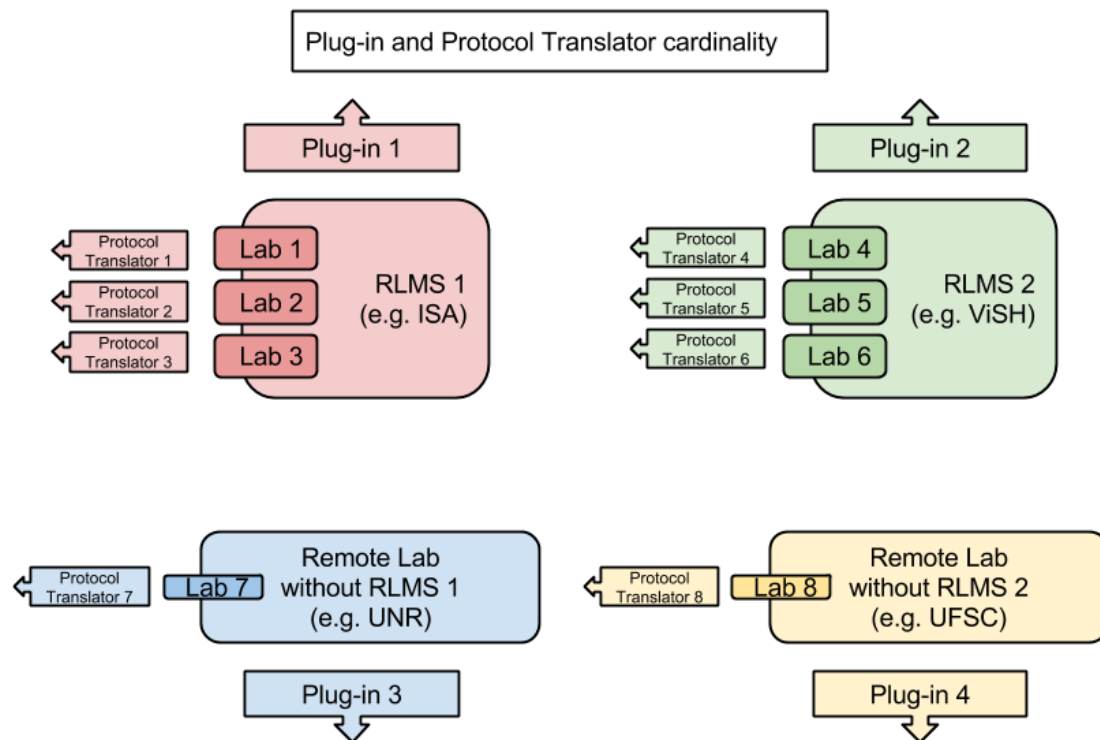 Plug-in and Protocol Translator cardinality
Plug-in 1
Plug-in 2
Protocol
Translator 1
Lab 1
Protocol
Translator 2
Lab 2
Protocol
Translator 3
Lab 3
RLMS 1
(e.g. ISA)
Protocol
Translator 4
Lab 4
Protocol
Translator 5
Lab 5
Protocol
Translator 6
Lab 6
RLMS 2
(e.g. ViSH)
Protocol
Translator 7
Lab 7
Remote Lab
without RLMS 1
(e.g. UNR)
Protocol
Translator 8
Lab 8
Remote Lab
without RLMS 2
(e.g. UFSC)
Plug-in 3
Plug-in 4